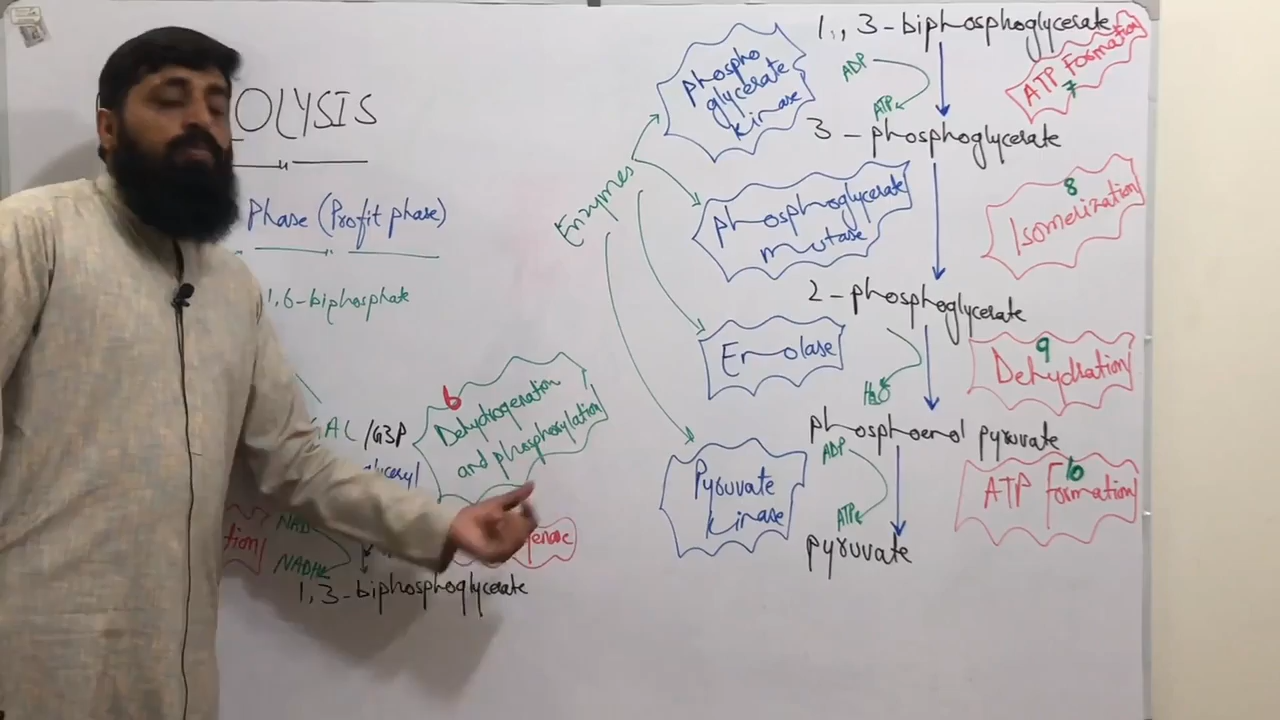 OLYSIS
Phase (Profit phase)
1,6-biphosphate
/G3P
6
Dehydrogenation
and phosphorylation
NADH
1,3-biphosphoglycerate
Enzymes
phospho
glycerate
kinase
phosphoglycerate
mutase
Enolase
Pyruvate
kinase
1,,3-biphosphoglycerate
ADP
ATP
ATP Formation
7
3-phosphoglycerate
8
Isomerization
2-phosphoglycerate
H2O
9
Dehydration
phosphoenol pyruvate
ADP
ATP
10
ATP Formation
pyruvate